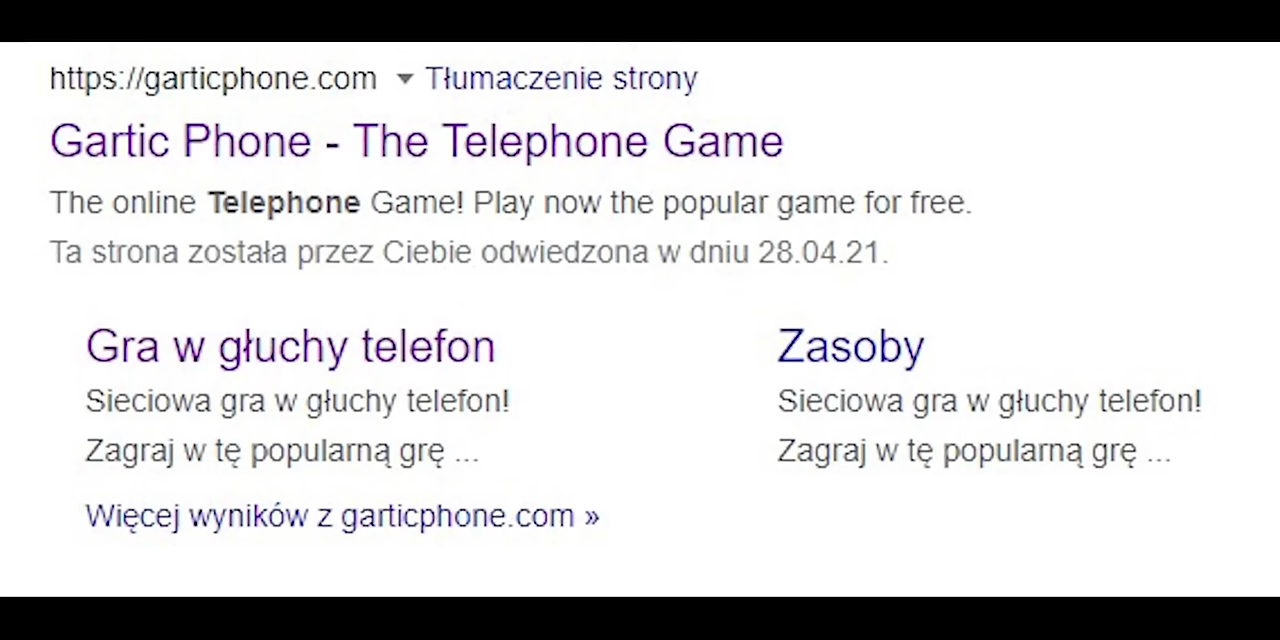 https://garticphone.com ▼ Tłumaczenie strony
Gartic Phone - The Telephone Game
The online Telephone Game! Play now the popular game for free.
Ta strona została przez Ciebie odwiedzona w dniu 28.04.21.
Gra w głuchy telefon
Sieciowa gra w głuchy telefon!
Zagraj w tę popularną grę ...
Zasoby
Sieciowa gra w głuchy telefon!
Zagraj w tę popularną grę ...
Więcej wyników z garticphone.com »